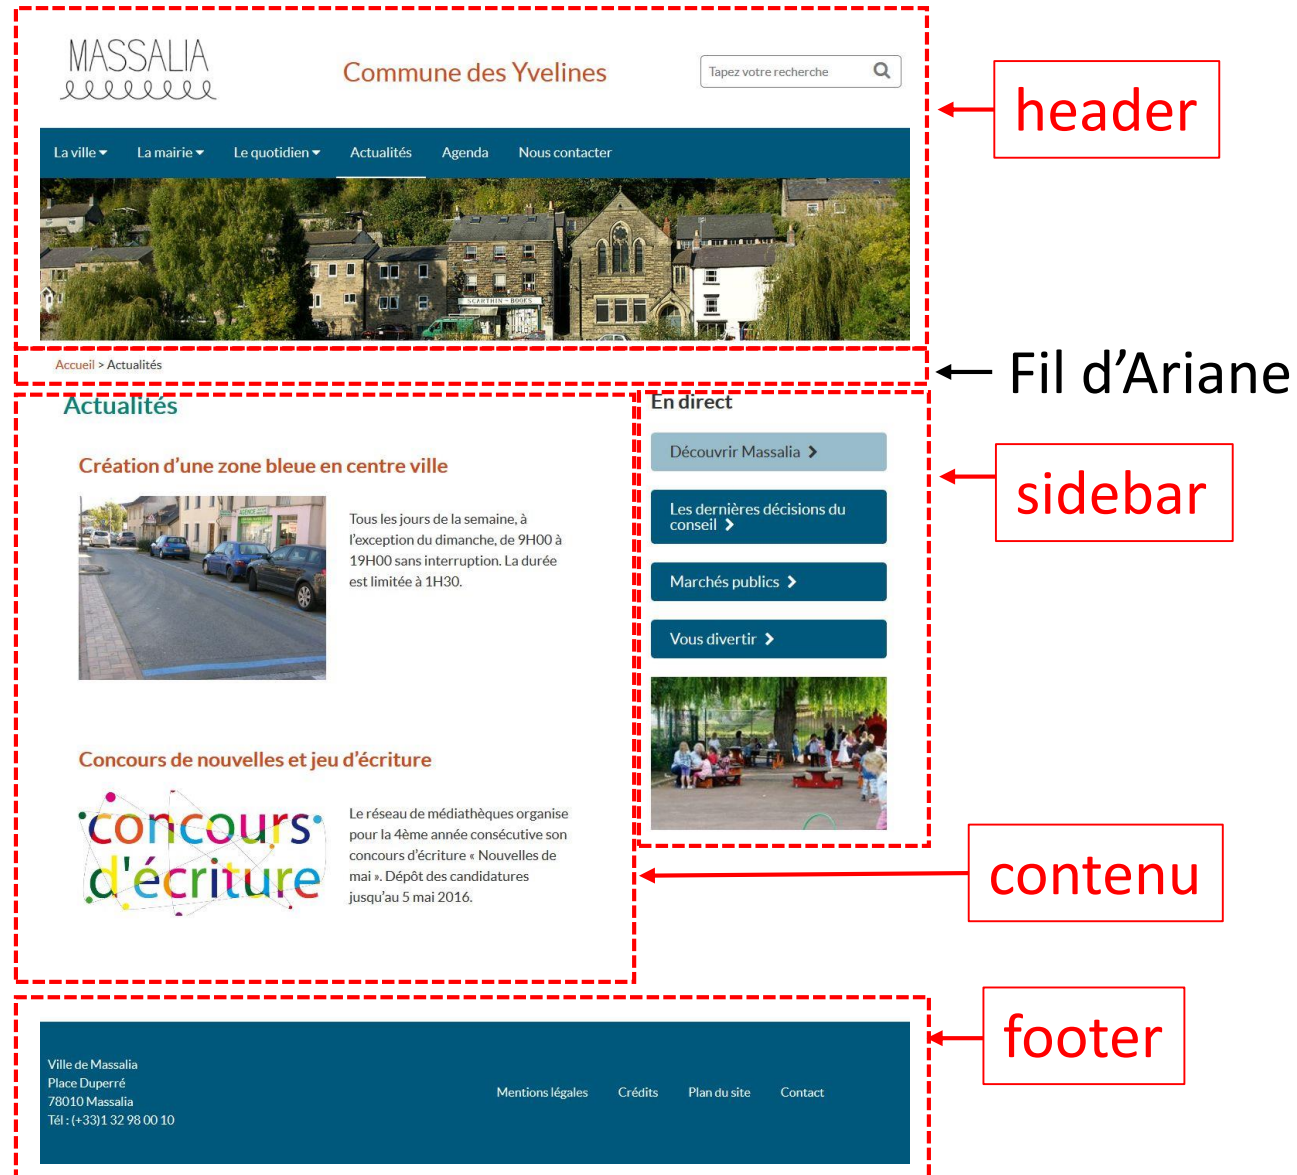 MASSALIA
Commune des Yvelines
Tapez votre recherche
header
La ville
La mairie
Le quotidien
Actualités
Agenda
Nous contacter
SCARTHIN - BOOKS
Accueil > Actualités
Fil d’Ariane
Actualités
Création d’une zone bleue en centre ville
Tous les jours de la semaine, à
l’exception du dimanche, de 9H00 à
19H00 sans interruption. La durée
est limitée à 1H30.
Concours de nouvelles et jeu d’écriture
concours
d'écriture
Le réseau de médiathèques organise
pour la 4ème année consécutive son
concours d’écriture « Nouvelles de
mai ». Dépôt des candidatures
jusqu’au 5 mai 2016.
En direct
Découvrir Massalia
Les dernières décisions du
conseil
Marchés publics
Vous divertir
sidebar
contenu
footer
Ville de Massalia
Place Duperré
78010 Massalia
Tél : (+33)1 32 98 00 10
Mentions légales
Crédits
Plan du site
Contact